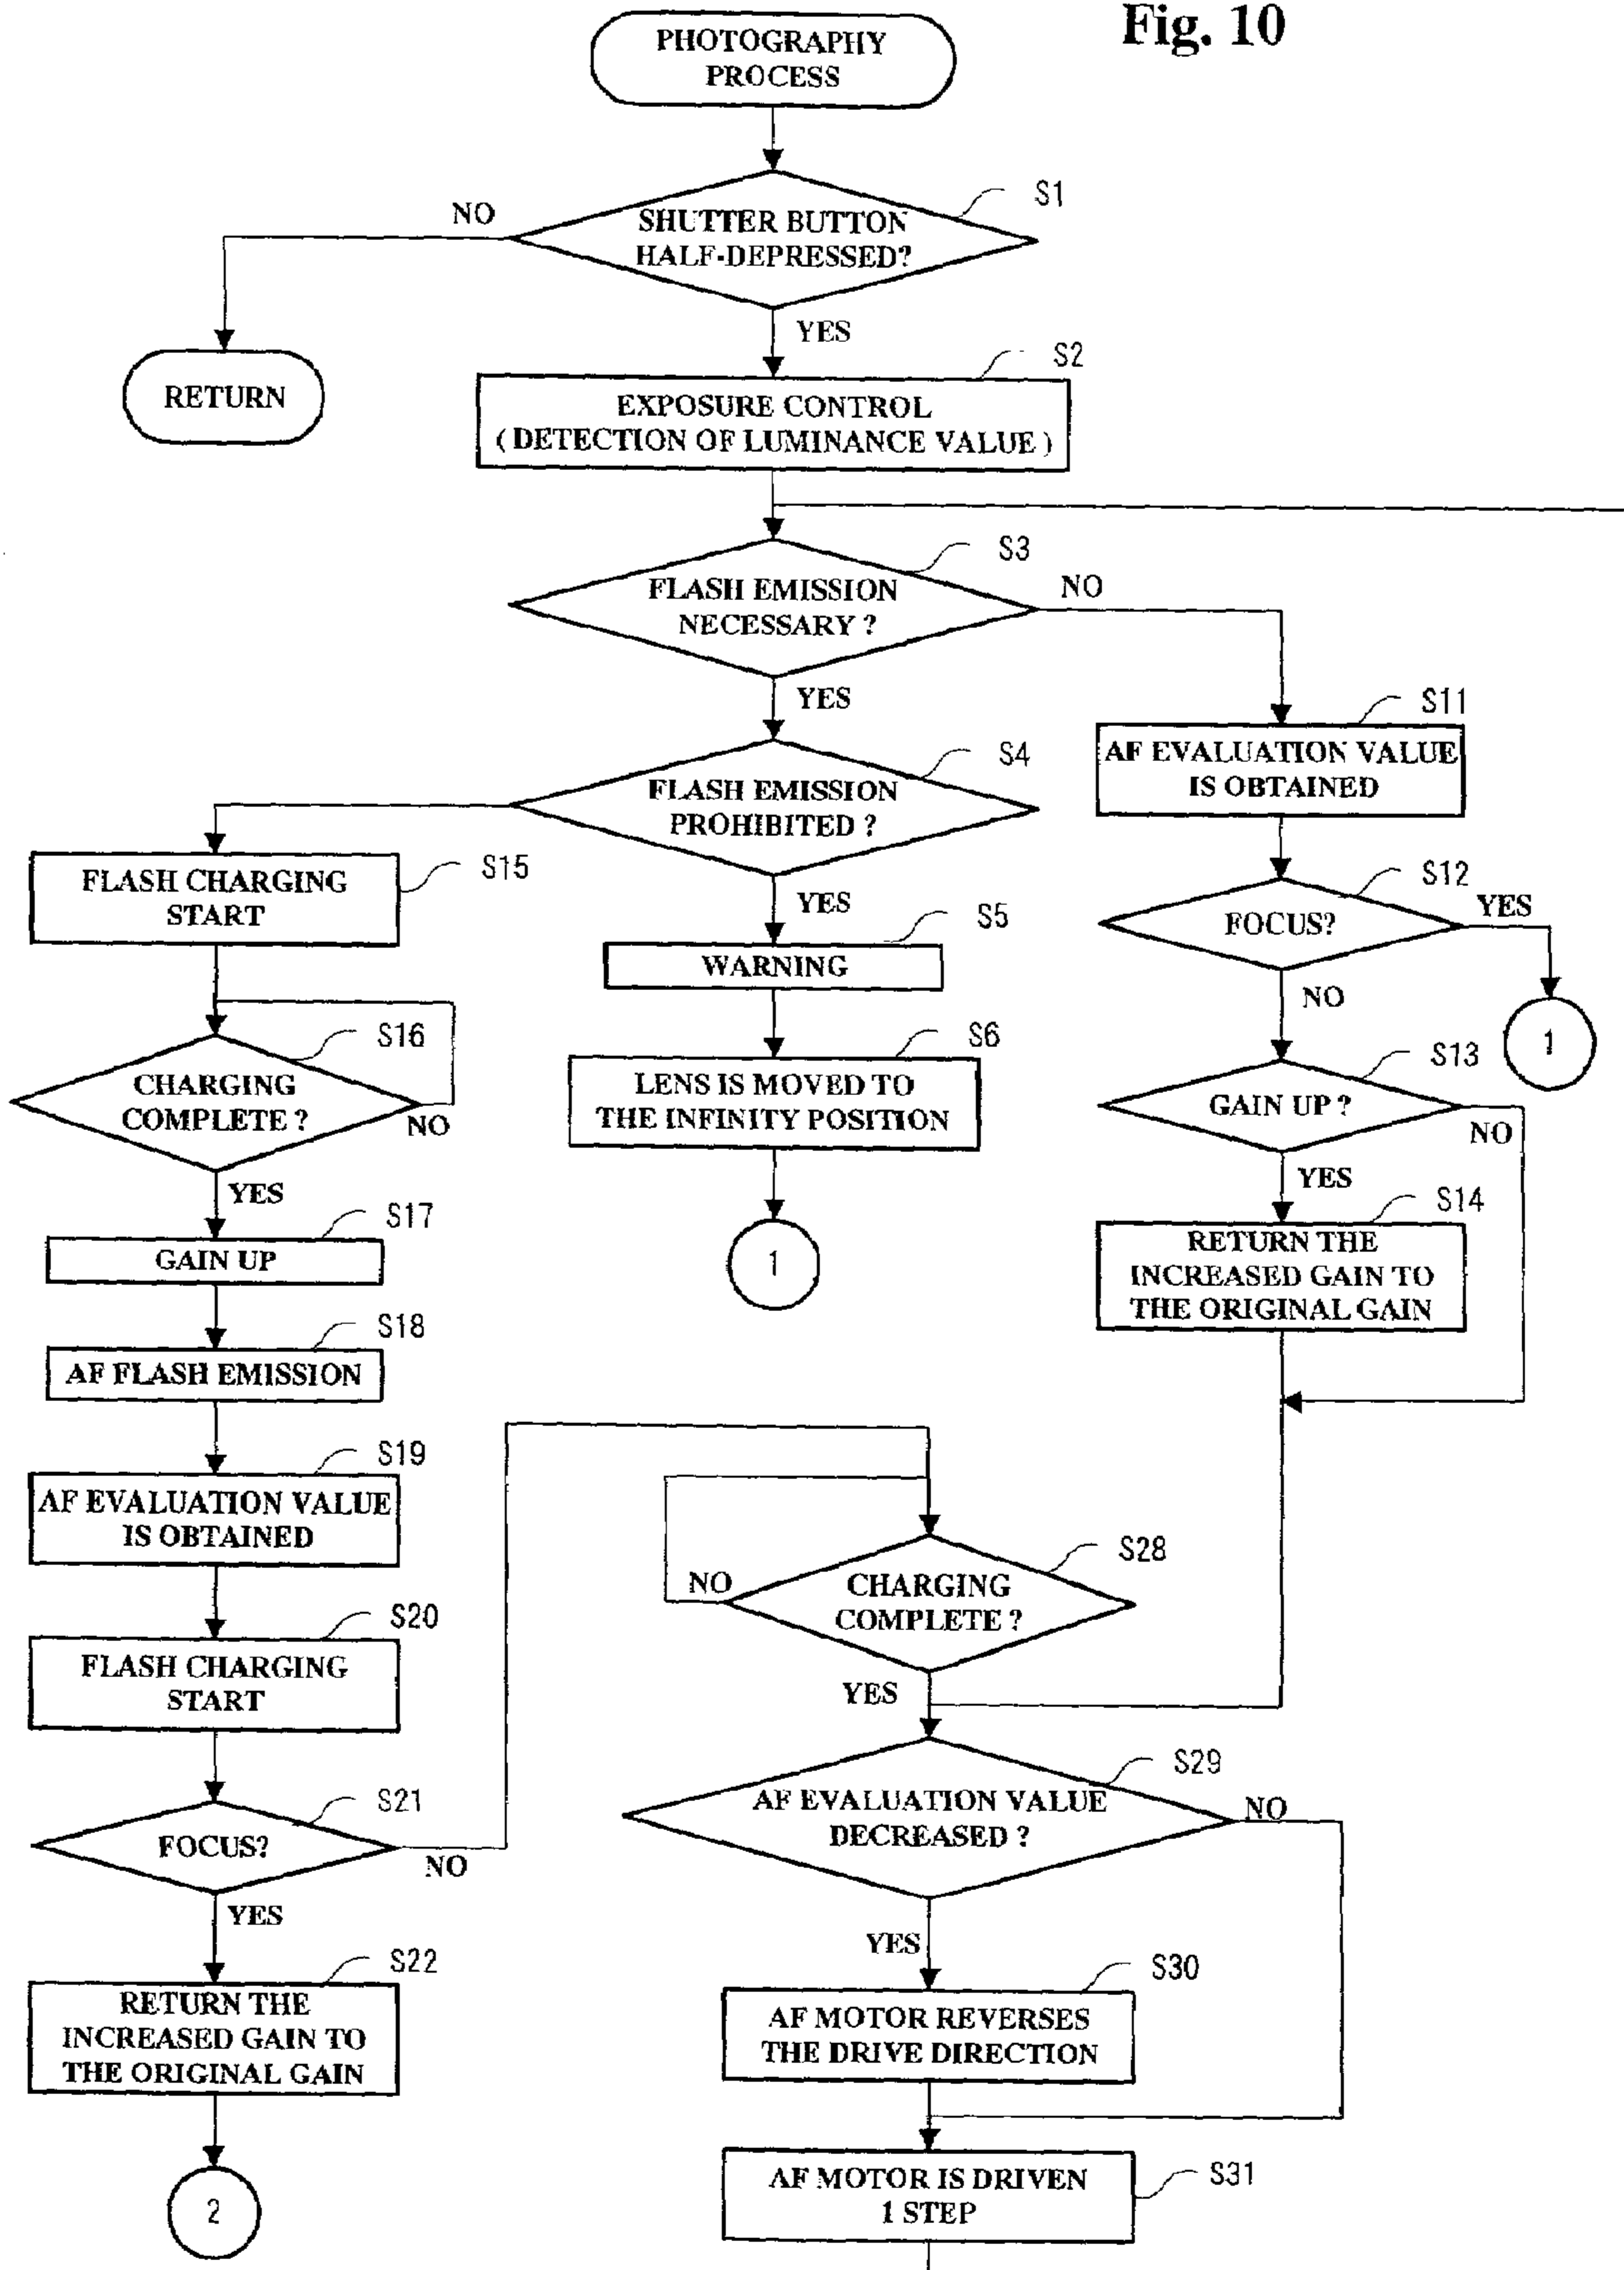 Fig. 10
PHOTOGRAPHY
PROCESS
S1
SHUTTER BUTTON
HALF-DEPRESSED?
NO
YES
RETURN
S2
EXPOSURE CONTROL
( DETECTION OF LUMINANCE VALUE )
S3
FLASH EMISSION
NECESSARY ?
NO
YES
S4
FLASH EMISSION
PROHIBITED ?
YES
S5
WARNING
S6
LENS IS MOVED TO
THE INFINITY POSITION
1
S11
AF EVALUATION VALUE
IS OBTAINED
S12
FOCUS?
YES
NO
1
S13
GAIN UP ?
NO
YES
S14
RETURN THE
INCREASED GAIN TO
THE ORIGINAL GAIN
S15
FLASH CHARGING
START
S16
CHARGING
COMPLETE ?
NO
YES
S17
GAIN UP
S18
AF FLASH EMISSION
S19
AF EVALUATION VALUE
IS OBTAINED
S20
FLASH CHARGING
START
S21
FOCUS?
NO
YES
S22
RETURN THE
INCREASED GAIN TO
THE ORIGINAL GAIN
2
S28
CHARGING
COMPLETE ?
NO
YES
S29
AF EVALUATION VALUE
DECREASED ?
NO
YES
S30
AF MOTOR REVERSES
THE DRIVE DIRECTION
S31
AF MOTOR IS DRIVEN
1 STEP